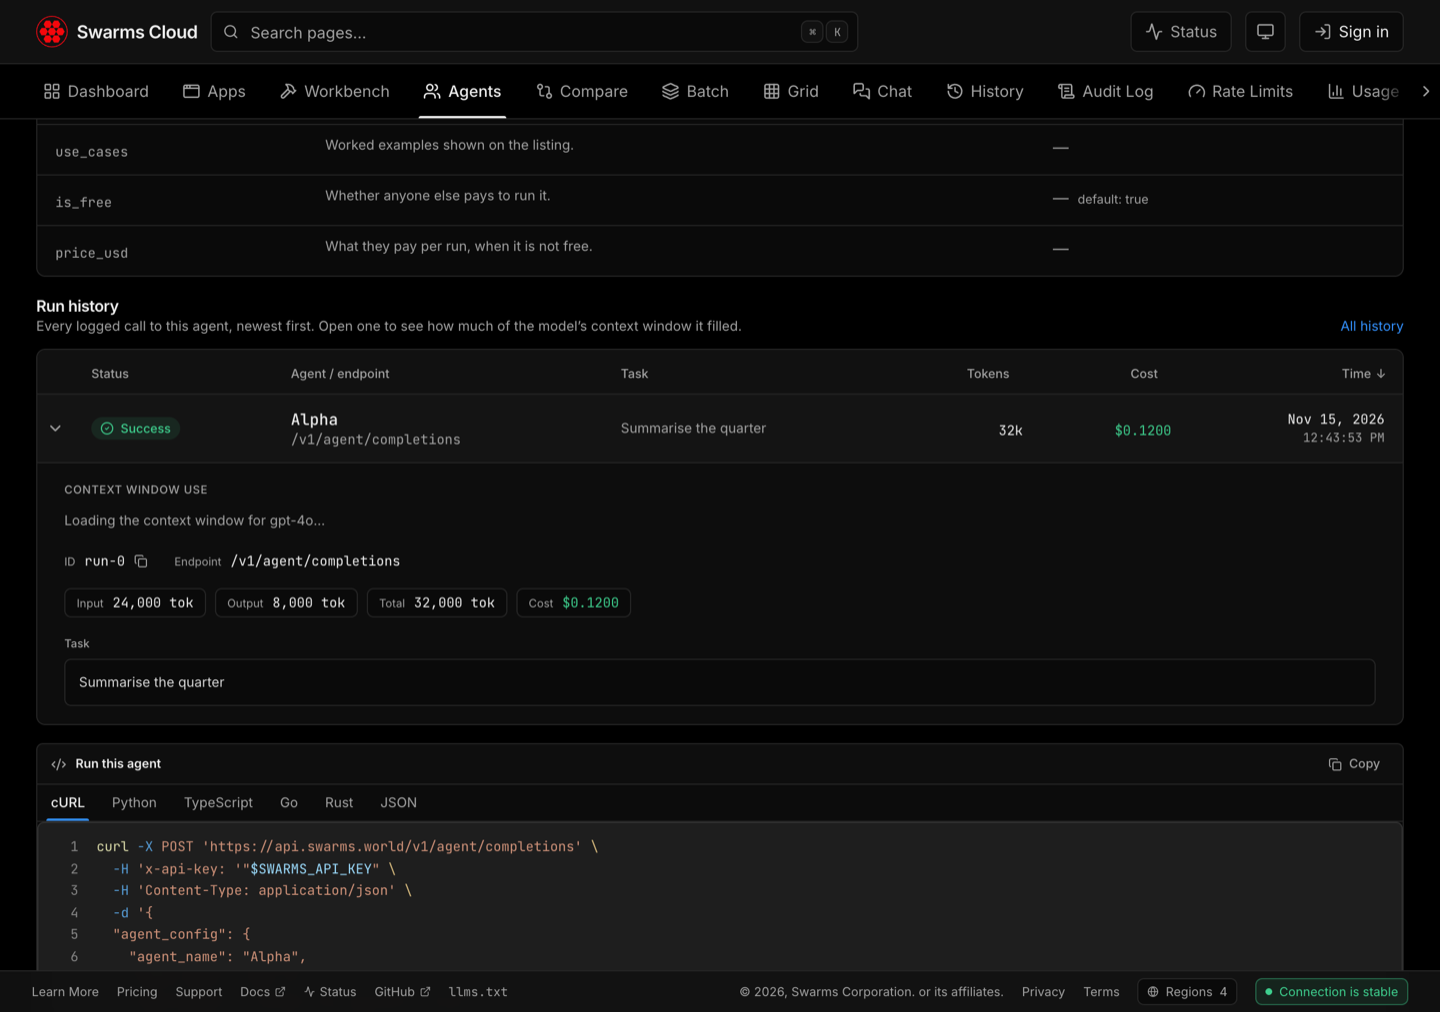 Swarms Cloud
Search pages...
⌘ K
Status
Sign in
Dashboard
Apps
Workbench
Agents
Compare
Batch
Grid
Chat
History
Audit Log
Rate Limits
Usage
use_cases Worked examples shown on the listing. —
is_free Whether anyone else pays to run it. — default: true
price_usd What they pay per run, when it is not free. —
Run history
Every logged call to this agent, newest first. Open one to see how much of the model’s context window it filled. All history
Status Agent / endpoint Task Tokens Cost Time ↓
Success Alpha Summarise the quarter 32k $0.1200 Nov 15, 2026
/v1/agent/completions 12:43:53 PM
CONTEXT WINDOW USE
Loading the context window for gpt-4o...
ID run-0 Endpoint /v1/agent/completions
Input 24,000 tok Output 8,000 tok Total 32,000 tok Cost $0.1200
Task
Summarise the quarter
</> Run this agent Copy
cURL Python TypeScript Go Rust JSON
1 curl -X POST 'https://api.swarms.world/v1/agent/completions' \
2 -H 'x-api-key: '"$SWARMS_API_KEY" \
3 -H 'Content-Type: application/json' \
4 -d '{
5 "agent_config": {
6 "agent_name": "Alpha",
Learn More Pricing Support Docs Status GitHub llms.txt © 2026, Swarms Corporation. or its affiliates. Privacy Terms Regions 4 Connection is stable